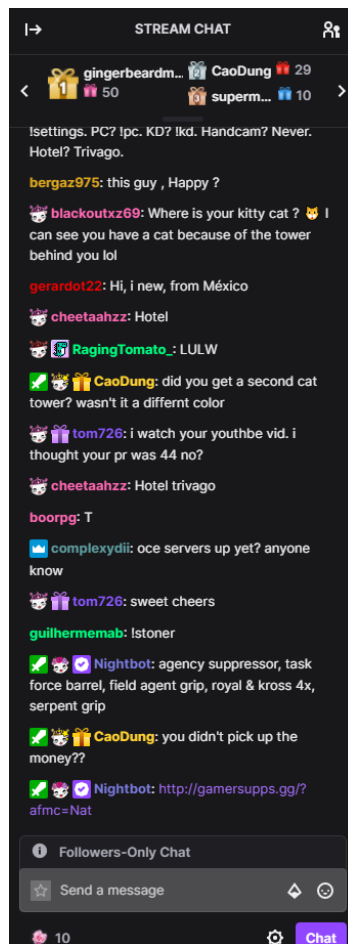 STREAM CHAT
1 gingerbeardm... 50
2 CaoDung 29
3 superm... 10
!settings. PC? !pc. KD? !kd. Handcam? Never.
Hotel? Trivago.
bergaz975: this guy , Happy ?
blackoutxz69: Where is your kitty cat ? 🐱 I
can see you have a cat because of the tower
behind you lol
gerardot22: Hi, i new, from México
cheetaahzz: Hotel
RagingTomato_: LULW
CaoDung: did you get a second cat
tower? wasn't it a differnt color
tom726: i watch your youthbe vid. i
thought your pr was 44 no?
cheetaahzz: Hotel trivago
boorpg: T
complexydii: oce servers up yet? anyone
know
tom726: sweet cheers
guilhermemab: !stoner
Nightbot: agency suppressor, task
force barrel, field agent grip, royal & kross 4x,
serpent grip
CaoDung: you didn't pick up the
money??
Nightbot: http://gamersupps.gg/?
afmc=Nat
Followers-Only Chat
Send a message
10
Chat